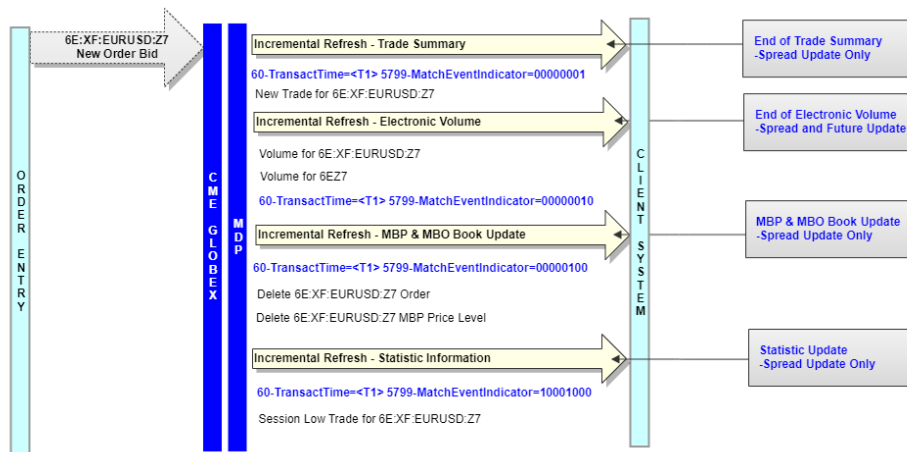 6E:XF:EURUSD:Z7
New Order Bid
Incremental Refresh - Trade Summary
End of Trade Summary
-Spread Update Only
60-TransactTime=<T1> 5799-MatchEventIndicator=00000001
New Trade for 6E:XF:EURUSD:Z7
Incremental Refresh - Electronic Volume
End of Electronic Volume
-Spread and Future Update
Volume for 6E:XF:EURUSD:Z7
Volume for 6EZ7
60-TransactTime=<T1> 5799-MatchEventIndicator=00000010
Incremental Refresh - MBP & MBO Book Update
MBP & MBO Book Update
-Spread Update Only
60-TransactTime=<T1> 5799-MatchEventIndicator=00000100
Delete 6E:XF:EURUSD:Z7 Order
Delete 6E:XF:EURUSD:Z7 MBP Price Level
Incremental Refresh - Statistic Information
Statistic Update
-Spread Update Only
60-TransactTime=<T1> 5799-MatchEventIndicator=10001000
Session Low Trade for 6E:XF:EURUSD:Z7
ORDER ENTRY
CME GLOBEX
MDP
CLIENT SYSTEM